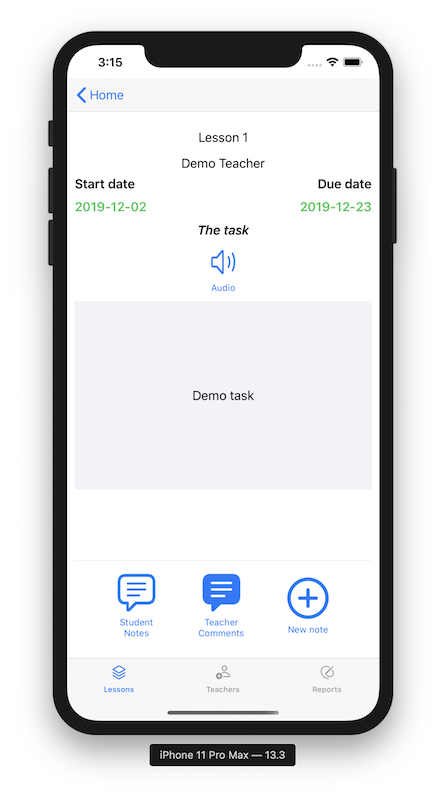 3:15
Home
Lesson 1
Demo Teacher
Start date Due date
2019-12-02 2019-12-23
The task
Audio
Demo task
Student Teacher
Notes Comments New note
Lessons Teachers Reports
iPhone 11 Pro Max — 13.3